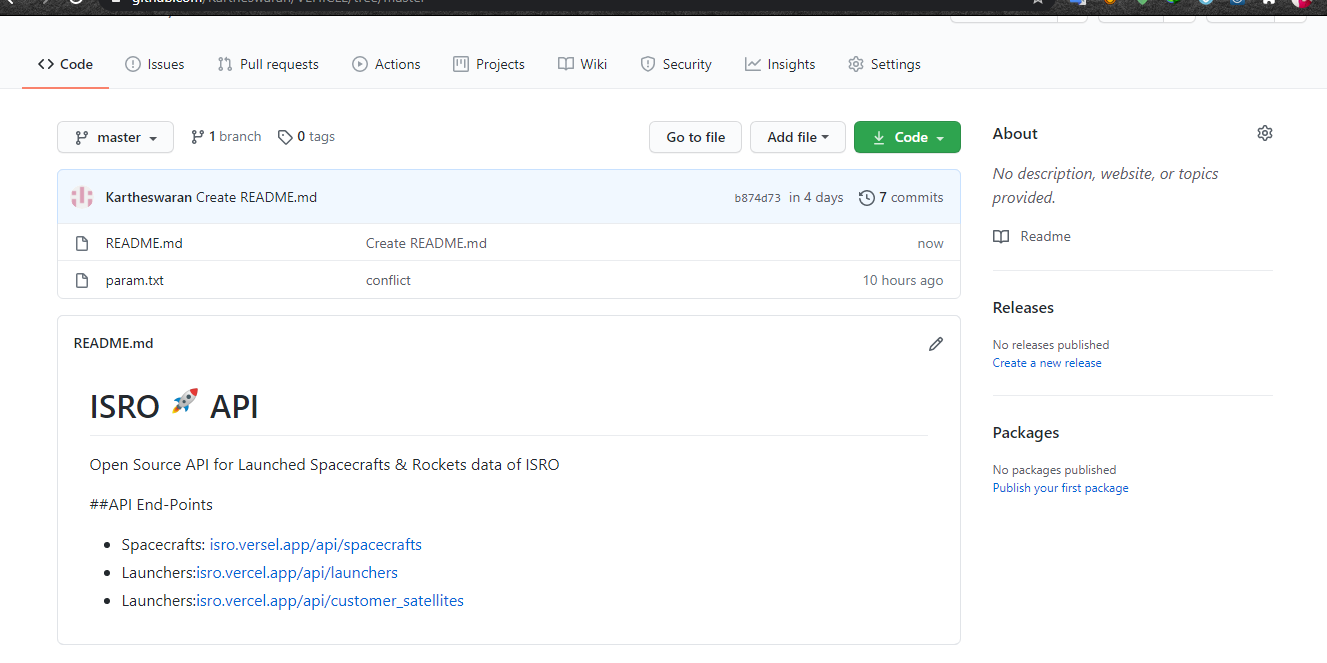 Code Issues Pull requests Actions Projects Wiki Security Insights Settings
master 1 branch 0 tags Go to file Add file Code
Kartheswaran Create README.md b874d73 in 4 days 7 commits
README.md Create README.md now
param.txt conflict 10 hours ago
README.md
ISRO 🚀 API
Open Source API for Launched Spacecrafts & Rockets data of ISRO
##API End-Points
Spacecrafts: isro.versel.app/api/spacecrafts
Launchers:isro.vercel.app/api/launchers
Launchers:isro.vercel.app/api/customer_satellites
About
No description, website, or topics
provided.
Readme
Releases
No releases published
Create a new release
Packages
No packages published
Publish your first package